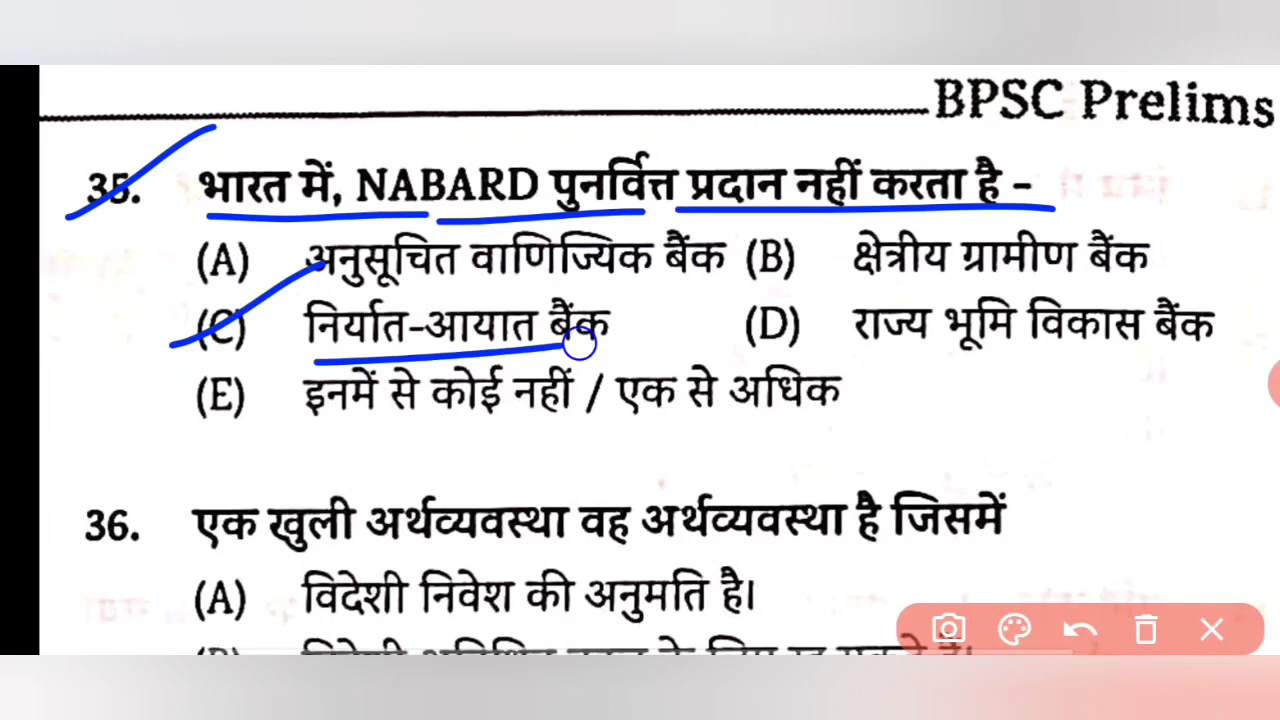 BPSC Prelims
35. भारत में, NABARD पुनर्वित्त प्रदान नहीं करता है –
(A) अनुसूचित वाणिज्यिक बैंक (B) क्षेत्रीय ग्रामीण बैंक
(C) निर्यात-आयात बैंक (D) राज्य भूमि विकास बैंक
(E) इनमें से कोई नहीं / एक से अधिक
36. एक खुली अर्थव्यवस्था वह अर्थव्यवस्था है जिसमें
(A) विदेशी निवेश की अनुमति है।